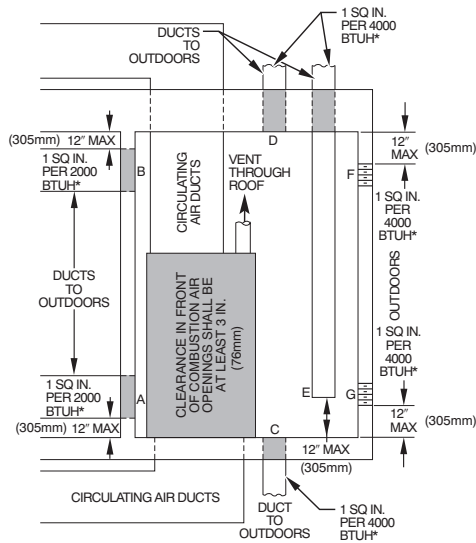 1 SQ IN.
PER 4000
BTUH*
DUCTS
TO
OUTDOORS
D
12" MAX
(305mm)
1 SQ IN.
PER 2000
BTUH*
B
CIRCULATING
AIR DUCTS
VENT
THROUGH
ROOF
12"
MAX
(305mm)
F
1 SQ IN.
PER
4000
BTUH*
DUCTS
TO
OUTDOORS
CLEARANCE IN FRONT
OF COMBUSTION AIR
OPENINGS SHALL BE
AT LEAST 3 IN.
(76mm)
OUTDOORS
1 SQ IN.
PER
4000
BTUH*
1 SQ IN.
PER 2000
BTUH*
A
E
G
(305mm)
12" MAX
C
12" MAX
(305mm)
12"
MAX
(305mm)
CIRCULATING AIR DUCTS
DUCT
TO
OUTDOORS
1 SQ IN.
PER 4000
BTUH*